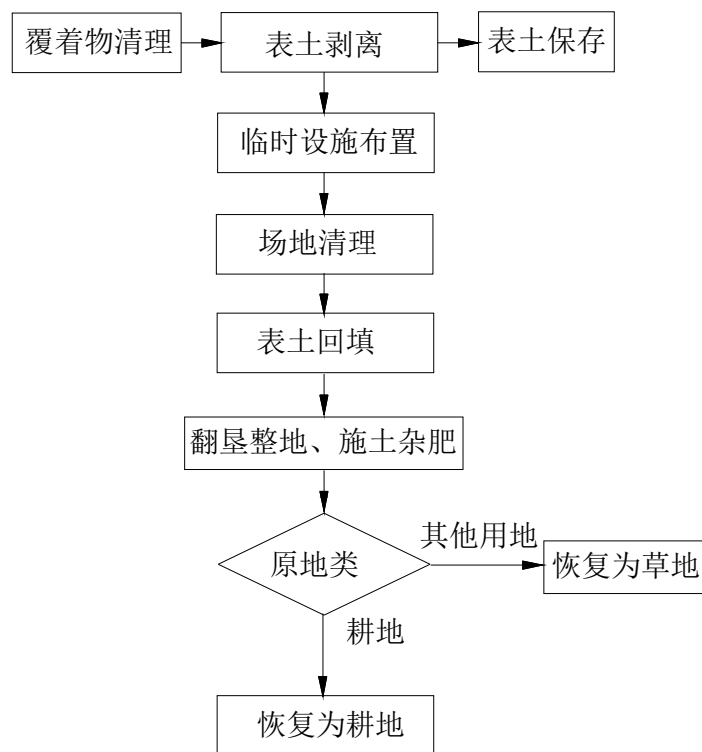 覆着物清理
表土剥离
表土保存
临时设施布置
场地清理
表土回填
翻垦整地、施土杂肥
原地类
其他用地
恢复为草地
耕地
恢复为耕地